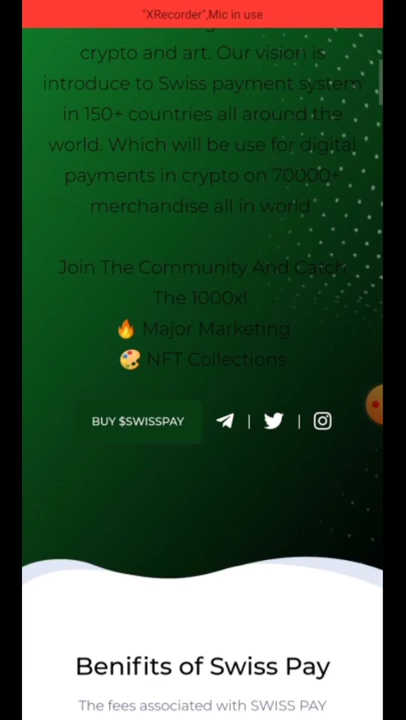 "XRecorder",Mic in use
crypto and art. Our vision is
introduce to Swiss payment system
in 150+ countries all around the
world. Which will be use for digital
payments in crypto on 70000+
merchandise all in world
Join The Community And Catch
The 1000x!
🔥 Major Marketing
🎨 NFT Collections
BUY $SWISSPAY
Benifits of Swiss Pay
The fees associated with SWISS PAY